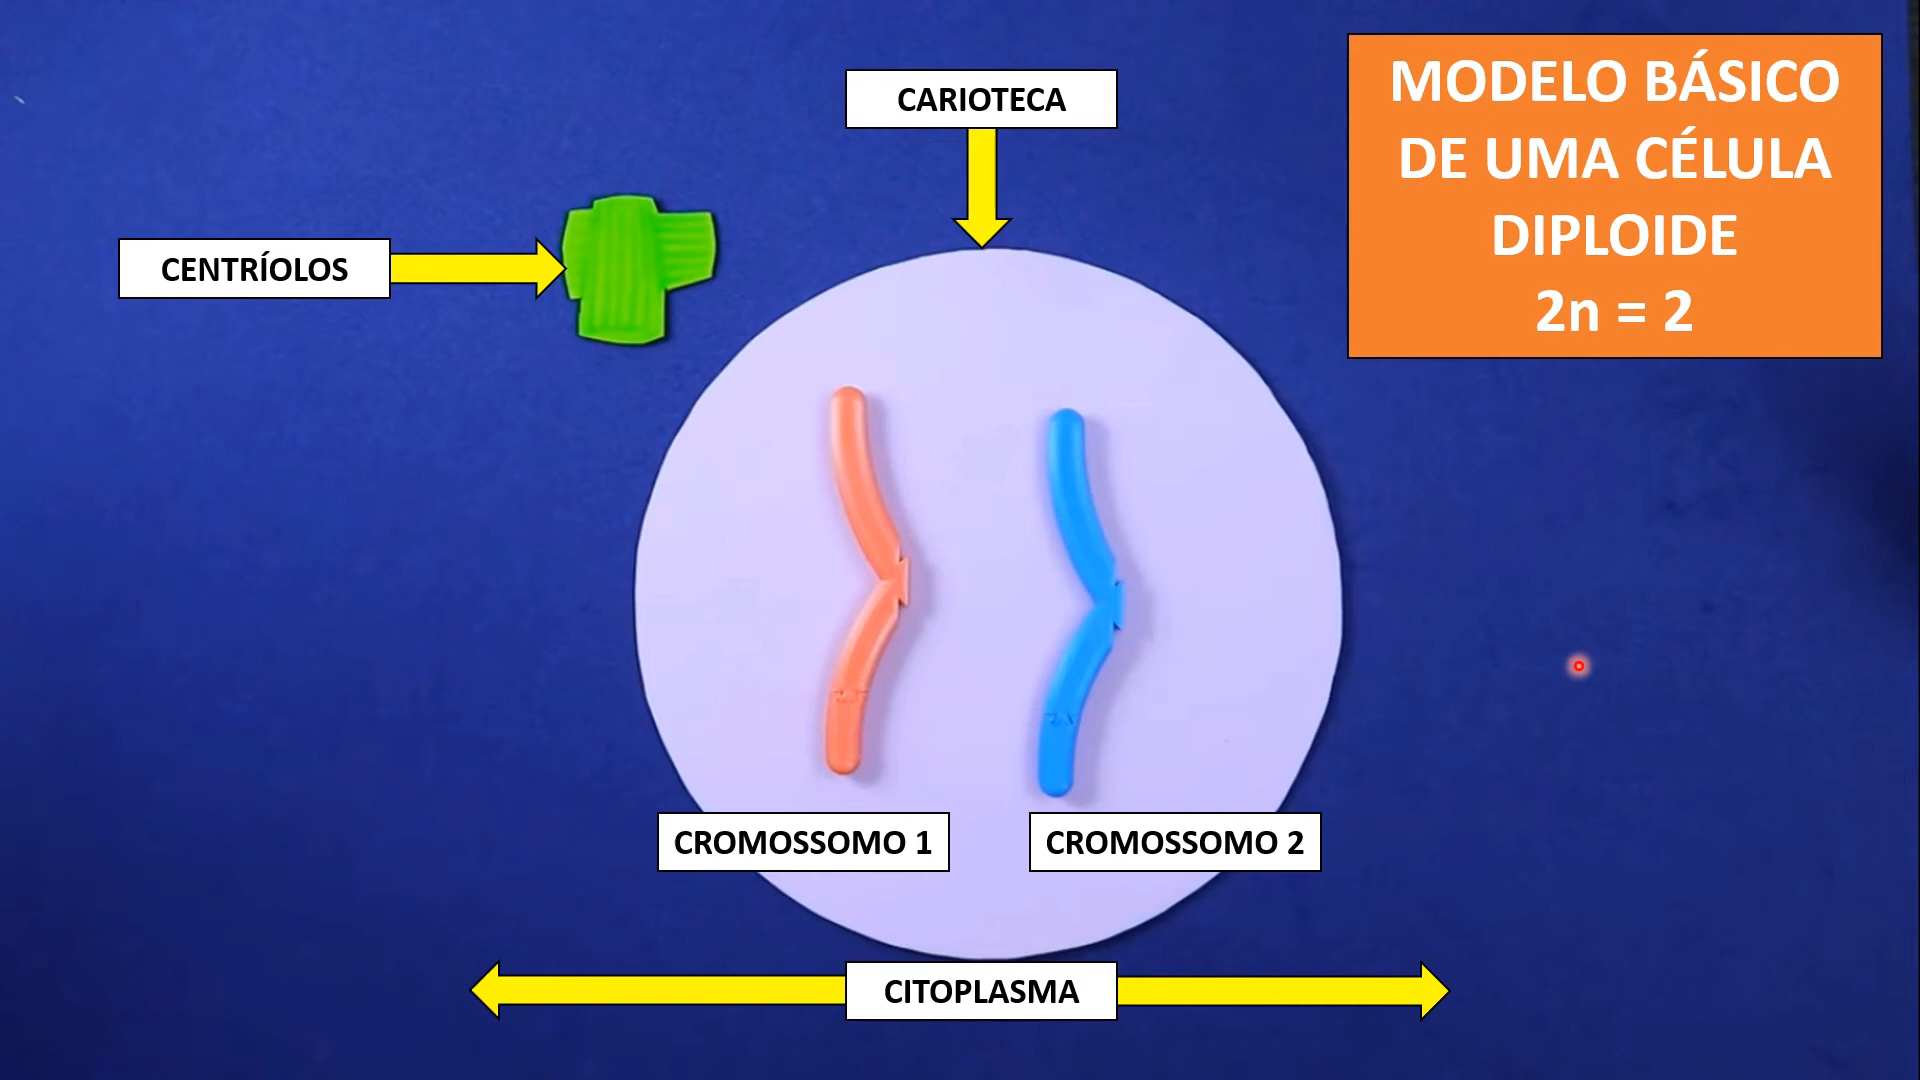 CARIOTECA
MODELO BÁSICO
DE UMA CÉLULA
DIPLOIDE
2n = 2
CENTRÍOLOS
CROMOSSOMO 1
CROMOSSOMO 2
CITOPLASMA